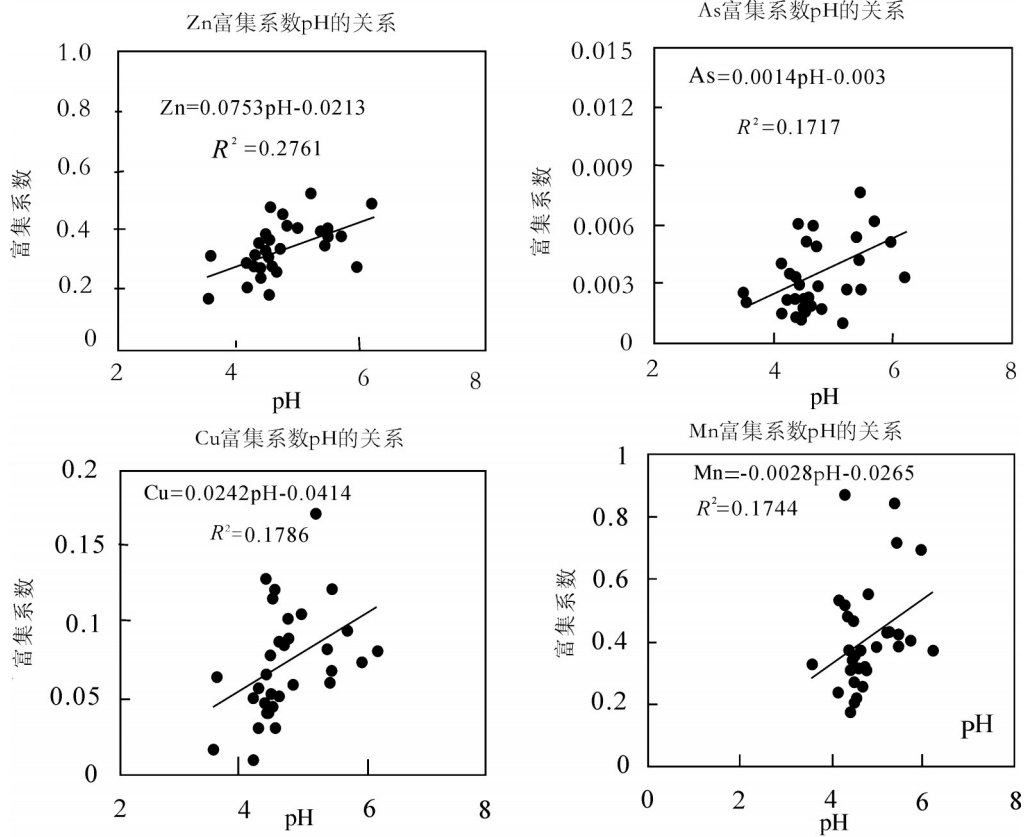 Zn富集系数pH的关系
1.0
Zn=0.0753pH-0.0213
0.8
R²=0.2761
0.6
富集系数
0.4
0.2
0
2
4
6
8
pH
As富集系数pH的关系
0.015
As=0.0014pH-0.003
0.012
R²=0.1717
0.009
富集系数
0.006
0.003
0
2
4
6
8
pH
Cu富集系数pH的关系
0.2
Cu=0.0242pH-0.0414
R²=0.1786
0.15
富集系数
0.1
0.05
0
2
4
6
8
pH
Mn富集系数pH的关系
1
Mn=-0.0028pH-0.0265
R²=0.1744
0.8
0.6
富集系数
0.4
0.2
pH
0
0
2
4
6
8
pH